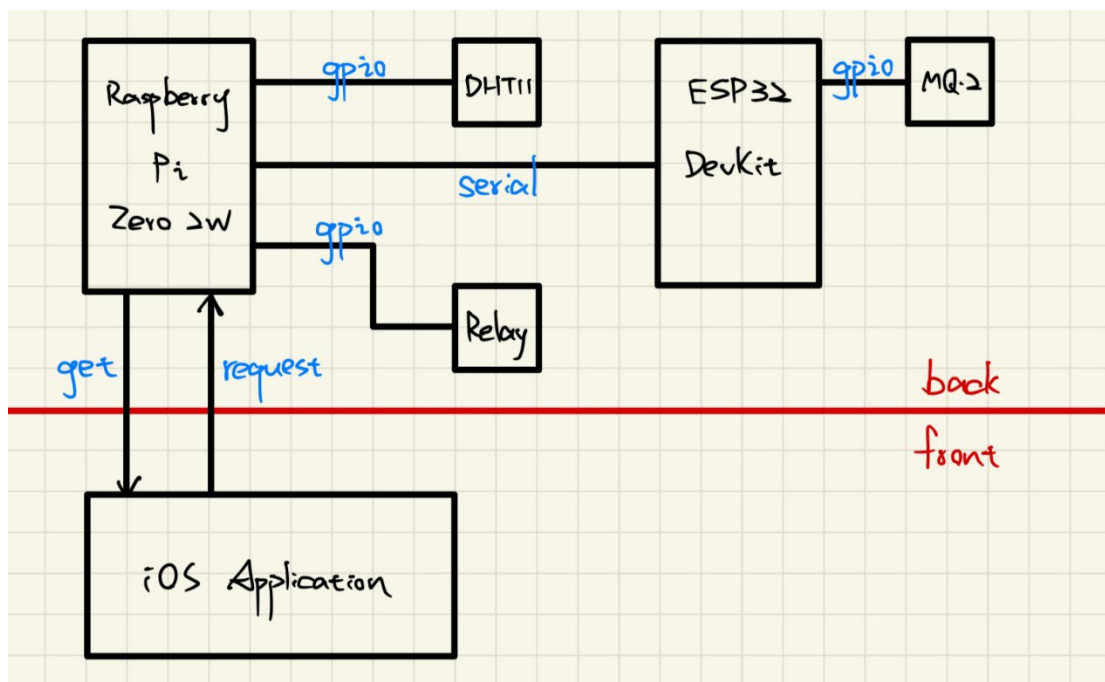 Raspberry
Pi
Zero 2W
gpio
DHT11
serial
gpio
Relay
ESP32
DevKit
gpio
MQ-2
get
request
back
front
iOS Application